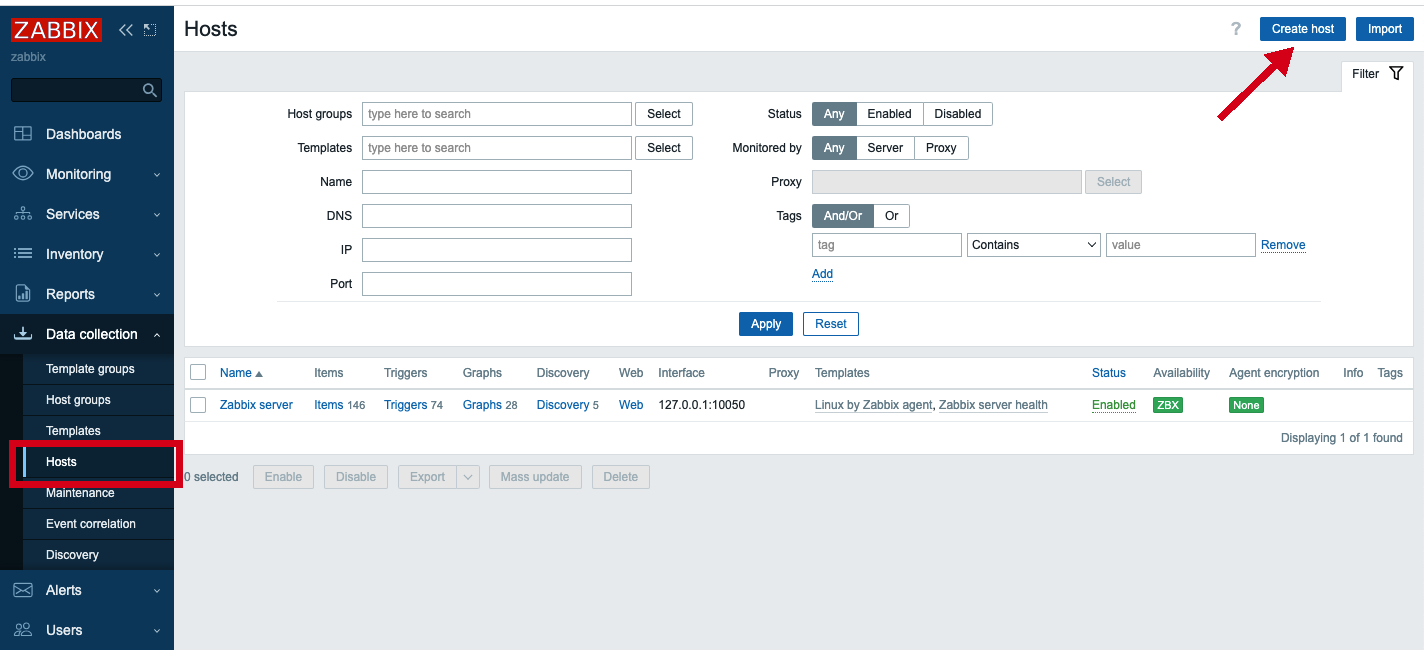 ZABBIX
zabbix
Dashboards
Monitoring
Services
Inventory
Reports
Data collection
Template groups
Host groups
Templates
Hosts
Maintenance
Event correlation
Discovery
Alerts
Users
Hosts
? Create host Import
Filter
Host groups type here to search Select
Templates type here to search Select
Name
DNS
IP
Port
Status Any Enabled Disabled
Monitored by Any Server Proxy
Proxy Select
Tags And/Or Or
tag Contains value Remove
Add
Apply Reset
Name Items Triggers Graphs Discovery Web Interface Proxy Templates Status Availability Agent encryption Info Tags
Zabbix server Items 146 Triggers 74 Graphs 28 Discovery 5 Web 127.0.0.1:10050 Linux by Zabbix agent, Zabbix server health Enabled ZBX None
Displaying 1 of 1 found
0 selected Enable Disable Export Mass update Delete